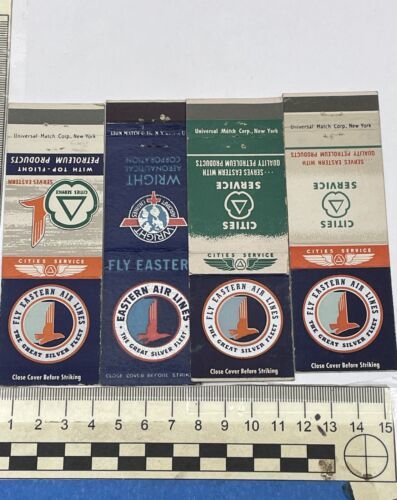 Universal Match Corp., New York
PETROLEUM PRODUCTS
WITH TOP-FLIGHT
SERVES EASTERN
CITIES SERVICE
CITIES SERVICE
FLY EASTERN AIR LINES
THE GREAT SILVER FLEET
Close Cover Before Striking
WRIGHT
AERONAUTICAL
CORPORATION
WRIGHT
FLY EASTERN
EASTERN AIR LINES
THE GREAT SILVER FLEET
CLOSE COVER BEFORE STRIKING
Universal Match Corp., New York
QUALITY PETROLEUM PRODUCTS
... SERVES EASTERN WITH
CITIES
SERVICE
CITIES SERVICE
FLY EASTERN AIR LINES
THE GREAT SILVER FLEET
Close Cover Before Striking
Universal Match Corp., New York
QUALITY PETROLEUM PRODUCTS
... SERVES EASTERN WITH
CITIES
SERVICE
CITIES SERVICE
FLY EASTERN AIR LINES
THE GREAT SILVER FLEET
Close Cover Before Striking
1 2 3 4 5 6 7 8 9 10 11 12 13 14 15